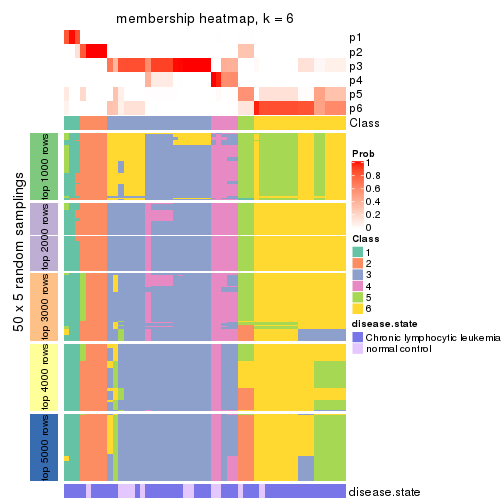 membership heatmap, k = 6
p1
p2
p3
p4
p5
p6
Class
50 x 5 random samplings
top 1000 rows
top 2000 rows
top 3000 rows
top 4000 rows
top 5000 rows
Prob
1
0.8
0.6
0.4
0.2
0
Class
1
2
3
4
5
6
disease.state
Chronic lymphocytic leukemia
normal control
disease.state